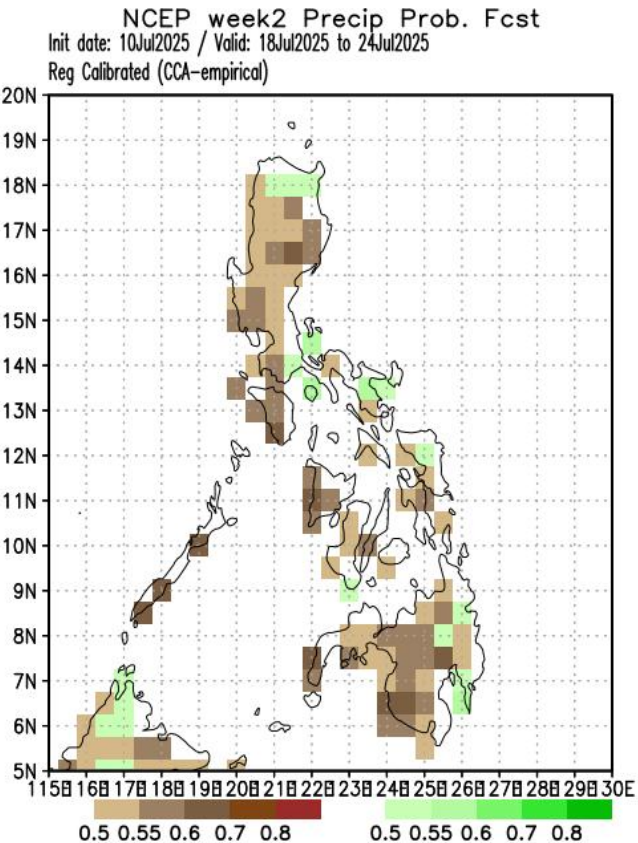 NCEP week2 Precip Prob. Fcst
Init date: 10Jul2025 / Valid: 18Jul2025 to 24Jul2025
Reg Calibrated (CCA-empirical)
20N
19N
18N
17N
16N
15N
14N
13N
12N
11N
10N
9N
8N
7N
6N
5N
115E 116E 117E 118E 119E 120E 121E 122E 123E 124E 125E 126E 127E 128E 129E 130E
0.5 0.55 0.6 0.7 0.8 0.5 0.55 0.6 0.7 0.8